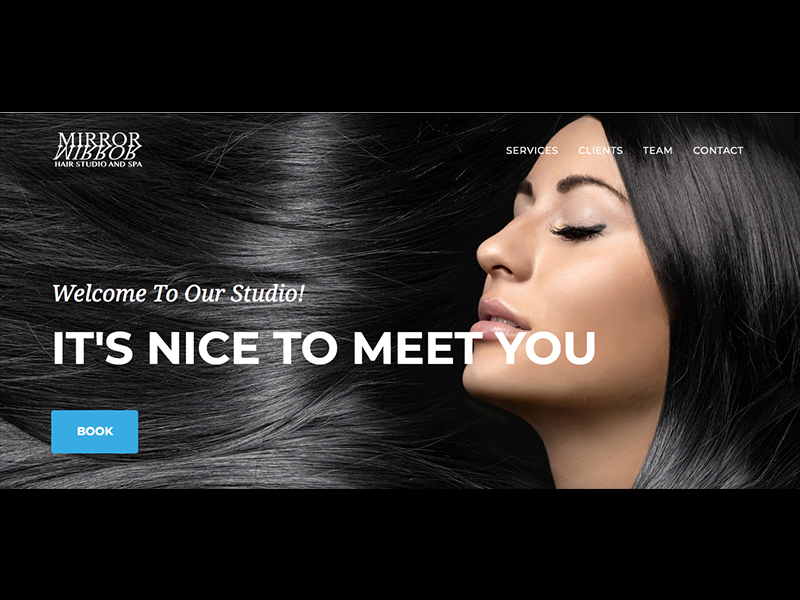 MIRROR
MIRROR
HAIR STUDIO AND SPA
SERVICES CLIENTS TEAM CONTACT
Welcome To Our Studio!
IT'S NICE TO MEET YOU
BOOK